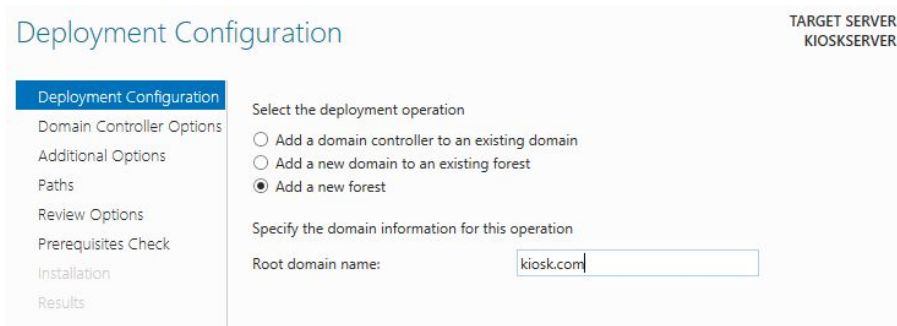 Deployment Configuration
TARGET SERVER
KIOSKSERVER
Deployment Configuration
Domain Controller Options
Additional Options
Paths
Review Options
Prerequisites Check
Installation
Results
Select the deployment operation
Add a domain controller to an existing domain
Add a new domain to an existing forest
Add a new forest
Specify the domain information for this operation
Root domain name:
kiosk.com